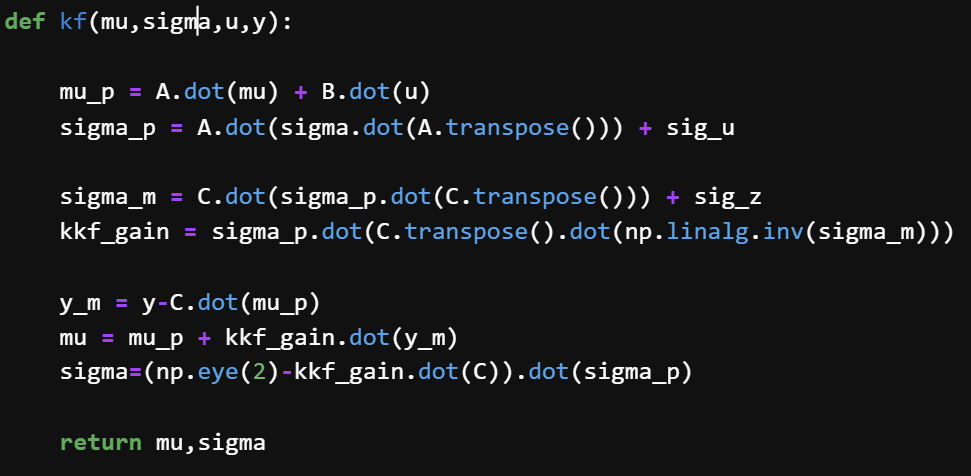 def kf(mu,sigma,u,y):
mu_p = A.dot(mu) + B.dot(u)
sigma_p = A.dot(sigma.dot(A.transpose())) + sig_u
sigma_m = C.dot(sigma_p.dot(C.transpose())) + sig_z
kkf_gain = sigma_p.dot(C.transpose().dot(np.linalg.inv(sigma_m)))
y_m = y-C.dot(mu_p)
mu = mu_p + kkf_gain.dot(y_m)
sigma=(np.eye(2)-kkf_gain.dot(C)).dot(sigma_p)
return mu,sigma